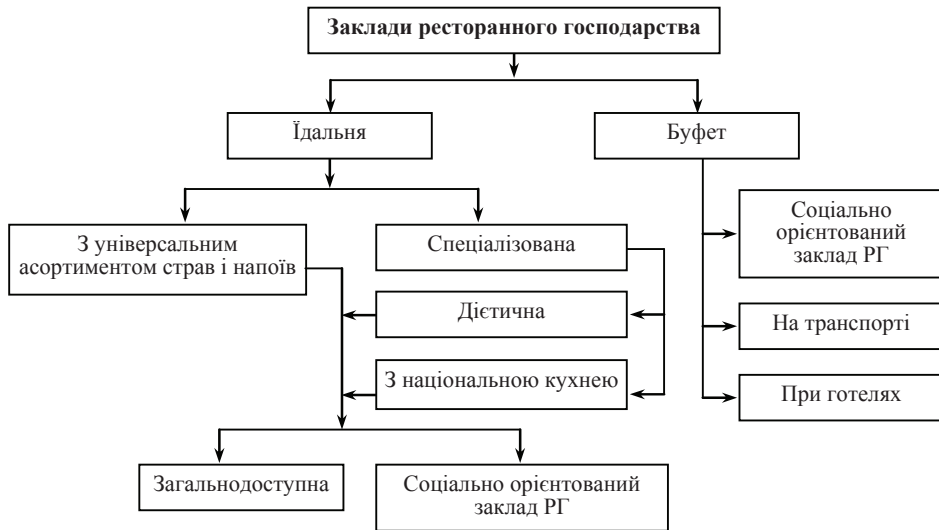 Заклади ресторанного господарства
Їдальня
Буфет
З універсальним
асортиментом страв і напоїв
Спеціалізована
Соціально
орієнтований
заклад РГ
Дієтична
На транспорті
З національною кухнею
При готелях
Загальнодоступна
Соціально орієнтований
заклад РГ